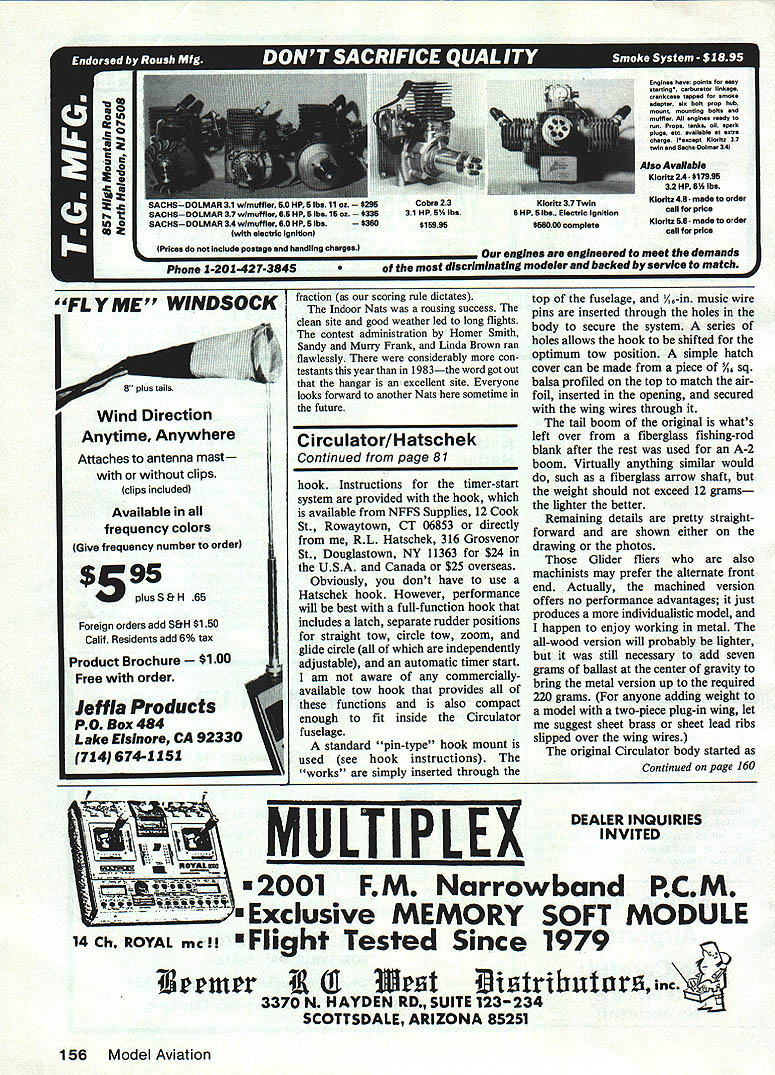 Endorsed by Roush Mfg.
DON'T SACRIFICE QUALITY
Smoke System - $18.95
T.G. MFG.
857 High Mountain Road
North Haledon, NJ 07508
SACHS—DOLMAR 3.1 w/muffler, 5.0 HP, 5 lbs. 11 oz. — $295
SACHS—DOLMAR 3.7 w/muffler, 6.5 HP, 5 lbs. 15 oz. — $335
SACHS—DOLMAR 3.4 w/muffler, 6.0 HP, 5 lbs. — $360
(with electric ignition)
(Prices do not include postage and handling charges.)
Cobra 2.3
3.1 HP, 5½ lbs.
$159.95
Kioritz 3.7 Twin
6 HP, 5 lbs., Electric Ignition
$560.00 complete
Engines have: points for easy
starting*, carburator linkage,
crankcase tapped for smoke
adapter, six bolt prop hub,
mount, mounting bolts and
muffler. All engines ready to
run. Props, tanks, oil, spark
plugs, etc. available at extra
charge. (*except Kioritz 3.7
twin and Sachs-Dolmar 3.4)
Also Available
Kioritz 2.4 - $179.95
3.2 HP, 6½ lbs.
Kioritz 4.8 - made to order
call for price
Kioritz 5.6 - made to order
call for price
Phone 1-201-427-3845
•
Our engines are engineered to meet the demands
of the most discriminating modeler and backed by service to match.
"FLY ME" WINDSOCK
8" plus tails.
Wind Direction
Anytime, Anywhere
Attaches to antenna mast—
with or without clips.
(clips included)
Available in all
frequency colors
(Give frequency number to order)
$5 95
plus S & H .65
Foreign orders add S&H $1.50
Calif. Residents add 6% tax
Product Brochure — $1.00
Free with order.
Jeffla Products
P.O. Box 484
Lake Elsinore, CA 92330
(714) 674-1151
fraction (as our scoring rule dictates).
The Indoor Nats was a rousing success. The
clean site and good weather led to long flights.
The contest administration by Homer Smith,
Sandy and Murry Frank, and Linda Brown ran
flawlessly. There were considerably more con-
testants this year than in 1983—the word got out
that the hangar is an excellent site. Everyone
looks forward to another Nats here sometime in
the future.
Circulator/Hatschek
Continued from page 81
hook. Instructions for the timer-start
system are provided with the hook, which
is available from NFFS Supplies, 12 Cook
St., Rowaytown, CT 06853 or directly
from me, R.L. Hatschek, 316 Grosvenor
St., Douglastown, NY 11363 for $24 in
the U.S.A. and Canada or $25 overseas.
Obviously, you don't have to use a
Hatschek hook. However, performance
will be best with a full-function hook that
includes a latch, separate rudder positions
for straight tow, circle tow, zoom, and
glide circle (all of which are independently
adjustable), and an automatic timer start.
I am not aware of any commercially-
available tow hook that provides all of
these functions and is also compact
enough to fit inside the Circulator
fuselage.
A standard "pin-type" hook mount is
used (see hook instructions). The
"works" are simply inserted through the
top of the fuselage, and 1⁄16-in. music wire
pins are inserted through the holes in the
body to secure the system. A series of
holes allows the hook to be shifted for the
optimum tow position. A simple hatch
cover can be made from a piece of 3⁄16 sq.
balsa profiled on the top to match the air-
foil, inserted in the opening, and secured
with the wing wires through it.
The tail boom of the original is what's
left over from a fiberglass fishing-rod
blank after the rest was used for an A-2
boom. Virtually anything similar would
do, such as a fiberglass arrow shaft, but
the weight should not exceed 12 grams—
the lighter the better.
Remaining details are pretty straight-
forward and are shown either on the
drawing or the photos.
Those Glider fliers who are also
machinists may prefer the alternate front
end. Actually, the machined version
offers no performance advantages; it just
produces a more individualistic model, and
I happen to enjoy working in metal. The
all-wood version will probably be lighter,
but it was still necessary to add seven
grams of ballast at the center of gravity to
bring the metal version up to the required
220 grams. (For anyone adding weight to
a model with a two-piece plug-in wing, let
me suggest sheet brass or sheet lead ribs
slipped over the wing wires.)
The original Circulator body started as
Continued on page 160
MULTIPLEX
DEALER INQUIRIES
INVITED
MULTIPLEX
ROYAL
14 Ch. ROYAL mc!!
▪2001 F.M. Narrowband P.C.M.
▪Exclusive MEMORY SOFT MODULE
▪Flight Tested Since 1979
Beemer RC West Distributors, inc.
3370 N. HAYDEN RD., SUITE 123-234
SCOTTSDALE, ARIZONA 85251
156 Model Aviation